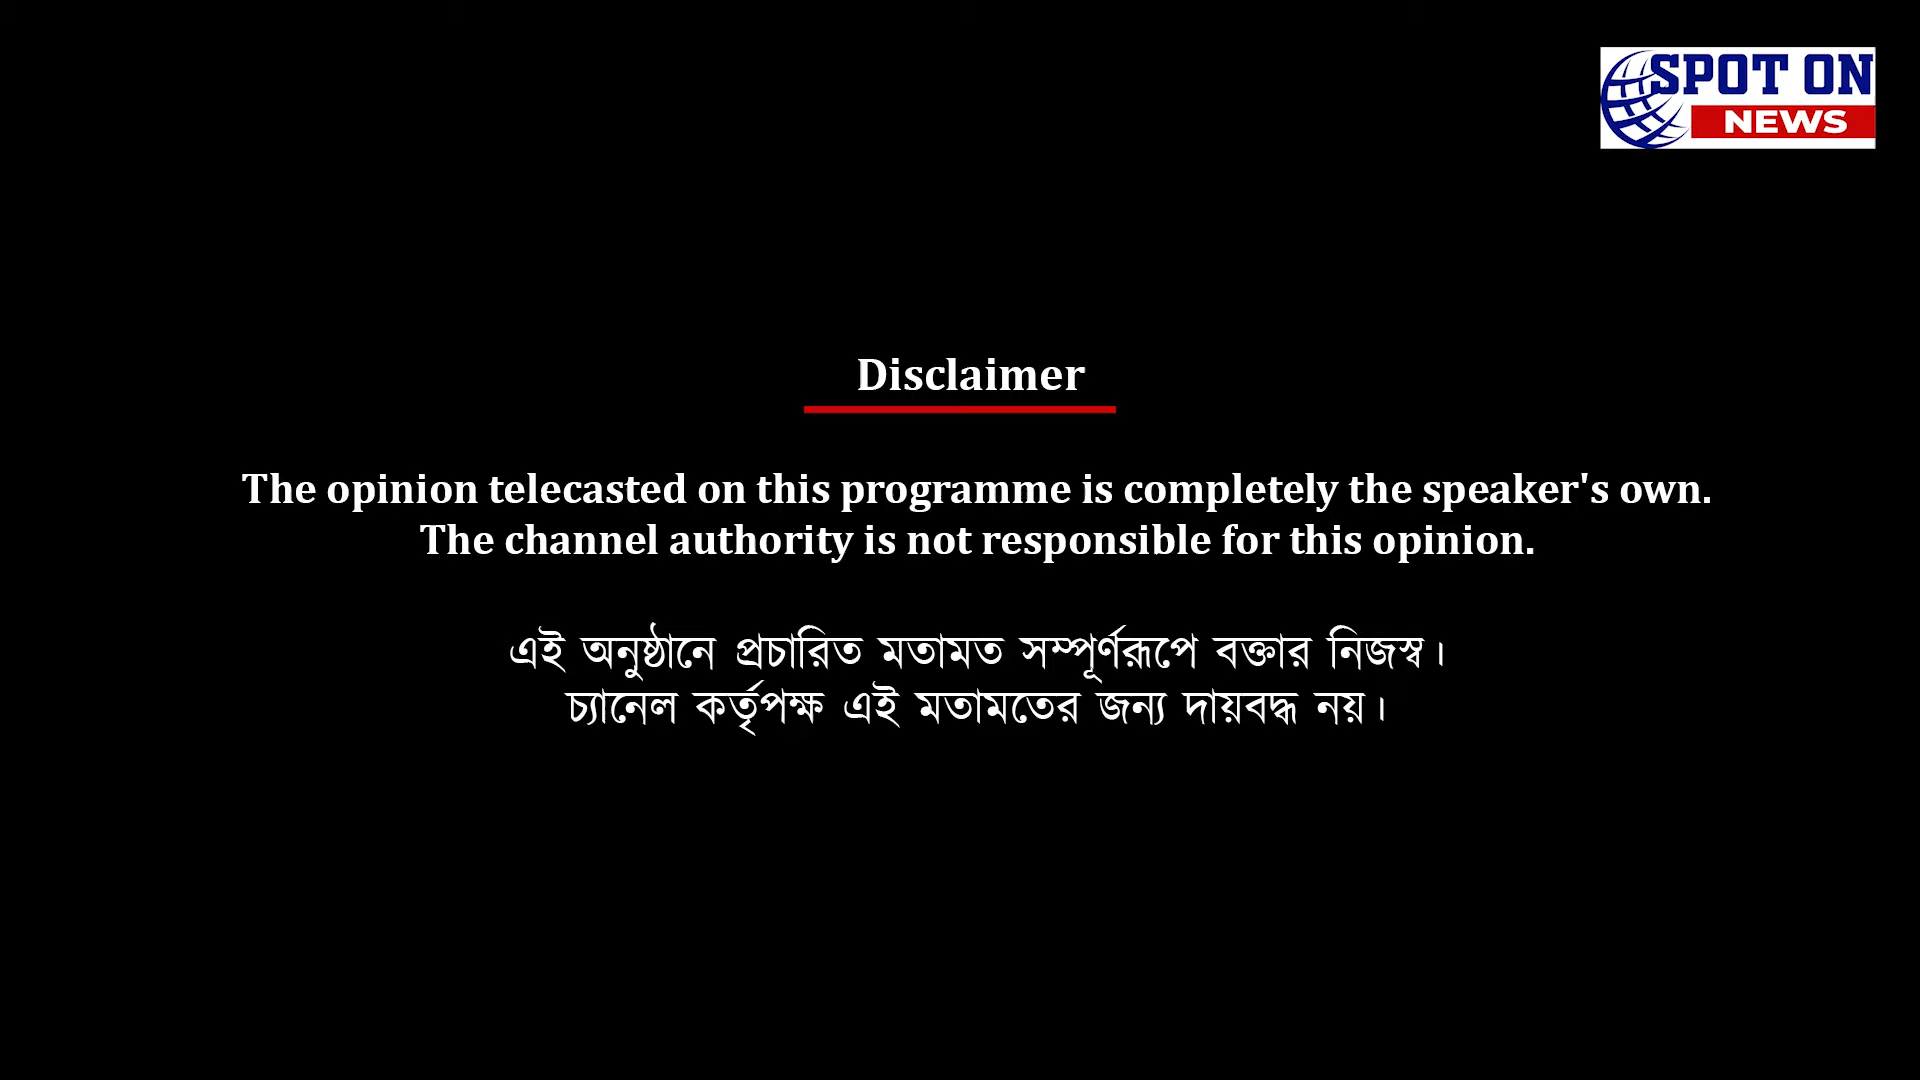 SPOT ON
NEWS
Disclaimer
The opinion telecasted on this programme is completely the speaker's own.
The channel authority is not responsible for this opinion.
এই অনুষ্ঠানে প্রচারিত মতামত সম্পূর্ণরূপে বক্তার নিজস্ব।
চ্যানেল কর্তৃপক্ষ এই মতামতের জন্য দায়বদ্ধ নয়।